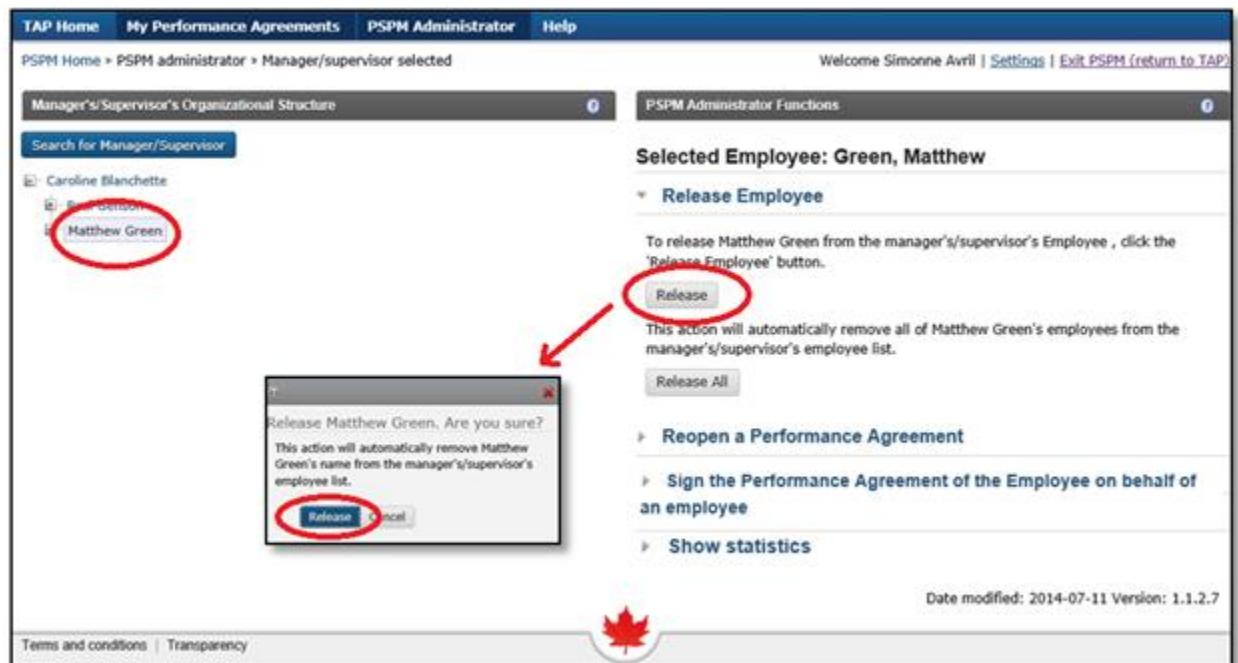 TAP Home My Performance Agreements PSPM Administrator Help
PSPM Home » PSPM administrator » Manager/supervisor selected
Welcome Simonne Avril | Settings | Exit PSPM (return to TAP)
Manager's/Supervisor's Organizational Structure
Search for Manager/Supervisor
Caroline Blanchette
Matthew Green
PSPM Administrator Functions
Selected Employee: Green, Matthew
Release Employee
To release Matthew Green from the manager's/supervisor's Employee , click the
'Release Employee' button.
Release
This action will automatically remove all of Matthew Green's employees from the
manager's/supervisor's employee list.
Release All
Release Matthew Green. Are you sure?
This action will automatically remove Matthew
Green's name from the manager's/supervisor's
employee list.
Release Cancel
Reopen a Performance Agreement
Sign the Performance Agreement of the Employee on behalf of
an employee
Show statistics
Date modified: 2014-07-11 Version: 1.1.2.7
Terms and conditions | Transparency